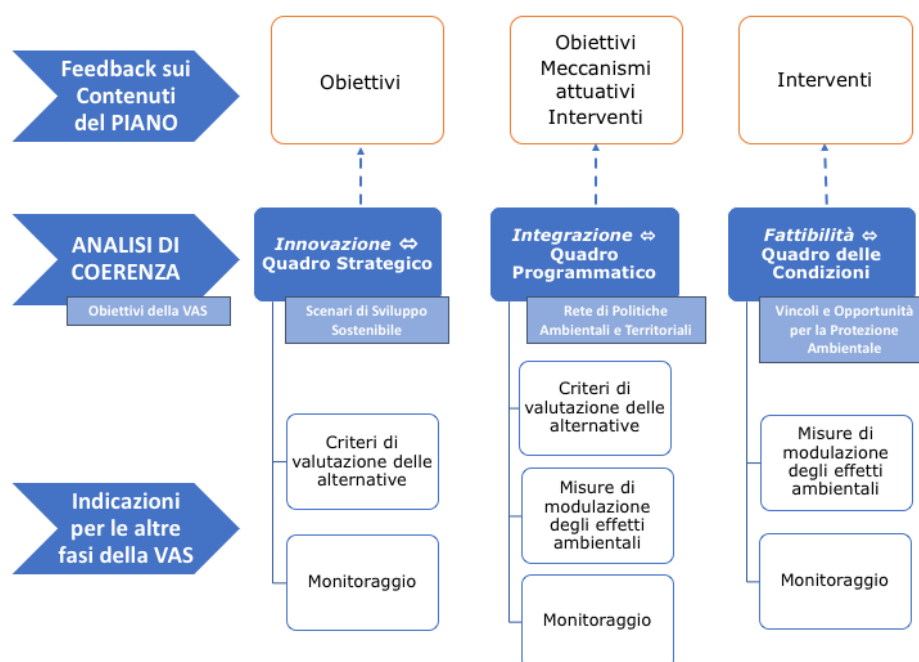 Feedback sui
Contenuti
del PIANO
Obiettivi
Obiettivi
Meccanismi
attuativi
Interventi
Interventi
ANALISI DI
COERENZA
Obiettivi della VAS
Innovazione ⇔
Quadro Strategico
Scenari di Sviluppo
Sostenibile
Integrazione ⇔
Quadro
Programmatico
Rete di Politiche
Ambientali e Territoriali
Fattibilità ⇔
Quadro delle
Condizioni
Vincoli e Opportunità
per la Protezione
Ambientale
Indicazioni
per le altre
fasi della VAS
Criteri di
valutazione delle
alternative
Monitoraggio
Criteri di
valutazione delle
alternative
Misure di
modulazione
degli effetti
ambientali
Monitoraggio
Misure di
modulazione
degli effetti
ambientali
Monitoraggio